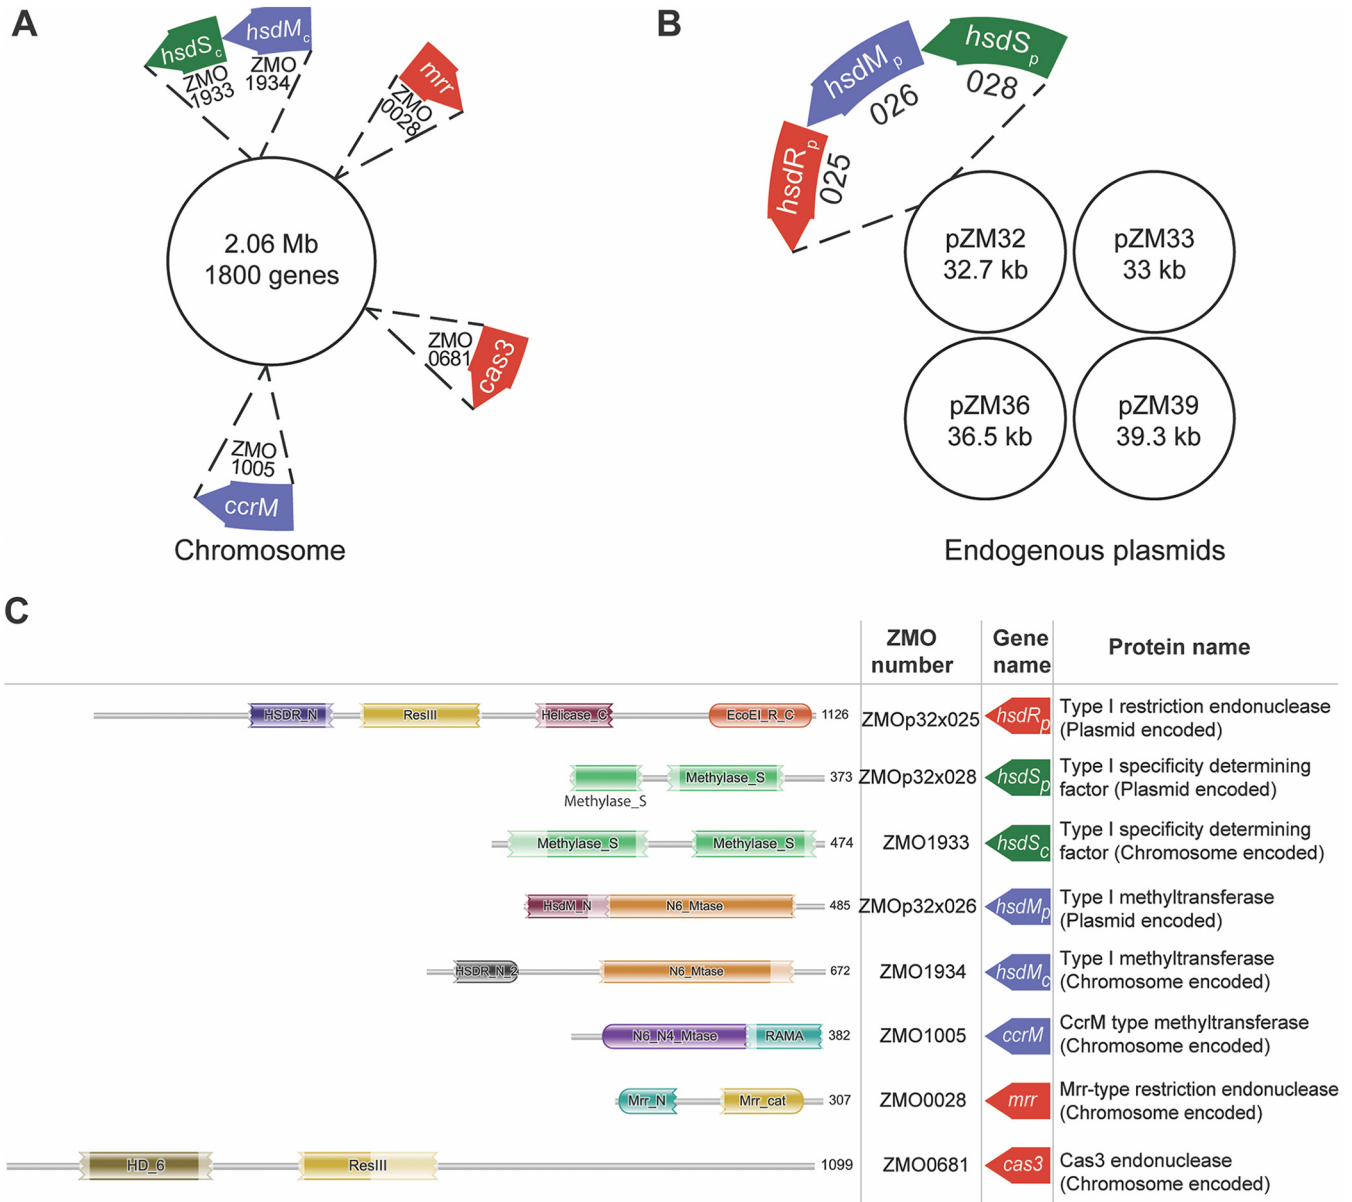 A
hsdSc
hsdMc
ZMO
1933
ZMO
1934
mrr
ZMO
0028
2.06 Mb
1800 genes
ZMO
0681
cas3
ZMO
1005
ccrM
Chromosome
B
hsdSp
028
hsdMp
026
hsdRp
025
pZM32
32.7 kb
pZM33
33 kb
pZM36
36.5 kb
pZM39
39.3 kb
Endogenous plasmids
C
ZMO
number
Gene
name
Protein name
HSDR_N ResIII Helicase_C EcoEI_R_C 1126 ZMOp32x025 hsdRp Type I restriction endonuclease
(Plasmid encoded)
Methylase_S 373 ZMOp32x028 hsdSp Type I specificity determining
factor (Plasmid encoded)
Methylase_S
Methylase_S Methylase_S 474 ZMO1933 hsdSc Type I specificity determining
factor (Chromosome encoded)
HsdM_N N6_Mtase 485 ZMOp32x026 hsdMp Type I methyltransferase
(Plasmid encoded)
HSDR_N_2 N6_Mtase 672 ZMO1934 hsdMc Type I methyltransferase
(Chromosome encoded)
N6_N4_Mtase RAMA 382 ZMO1005 ccrM CcrM type methyltransferase
(Chromosome encoded)
Mrr_N Mrr_cat 307 ZMO0028 mrr Mrr-type restriction endonuclease
(Chromosome encoded)
HD_6 ResIII 1099 ZMO0681 cas3 Cas3 endonuclease
(Chromosome encoded)